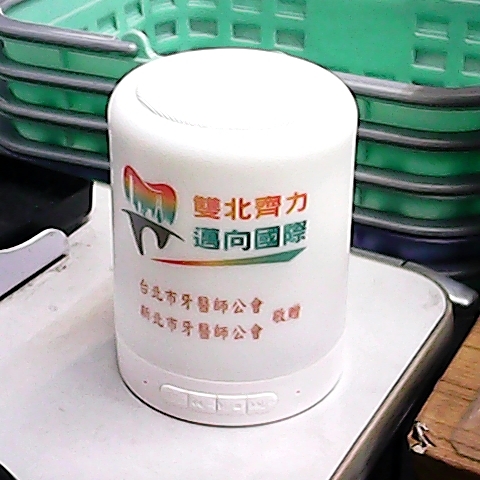 雙北齊力
邁向國際
台北市牙醫師公會
新北市牙醫師公會
敬贈